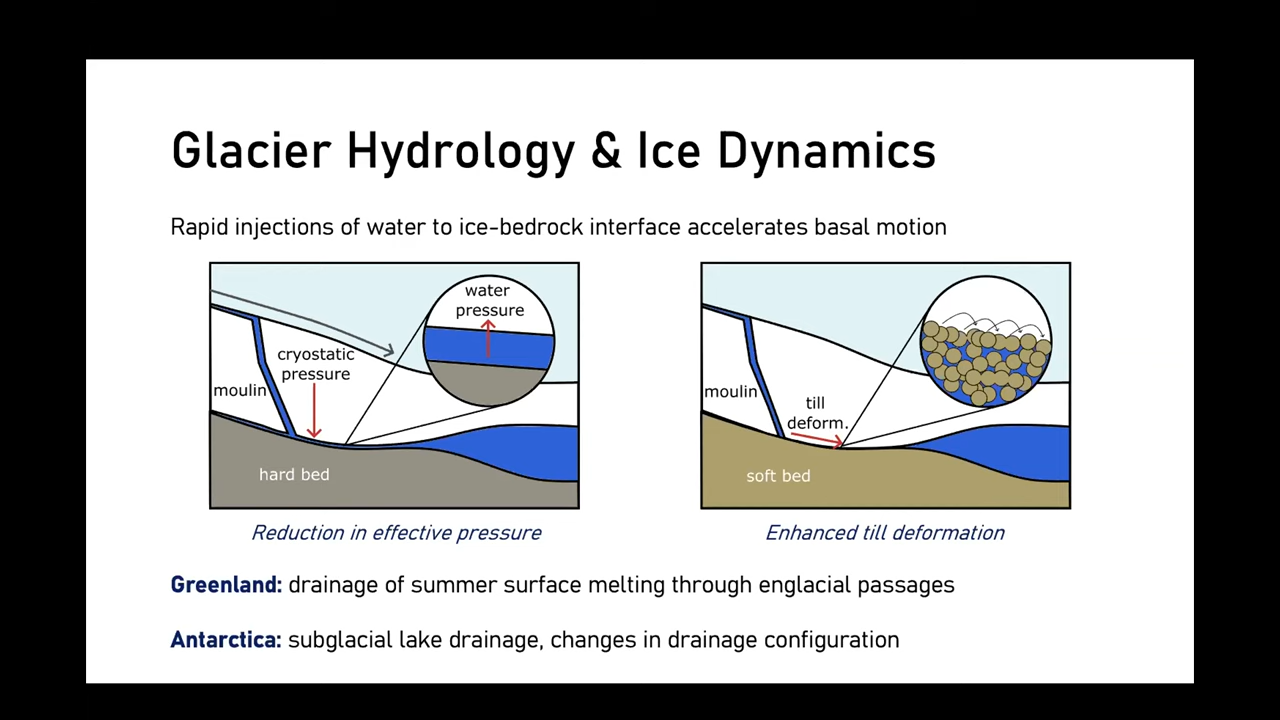 Glacier Hydrology & Ice Dynamics
Rapid injections of water to ice-bedrock interface accelerates basal motion
water
pressure
cryostatic
pressure
moulin
hard bed
moulin
till
deform.
soft bed
Reduction in effective pressure
Enhanced till deformation
Greenland: drainage of summer surface melting through englacial passages
Antarctica: subglacial lake drainage, changes in drainage configuration